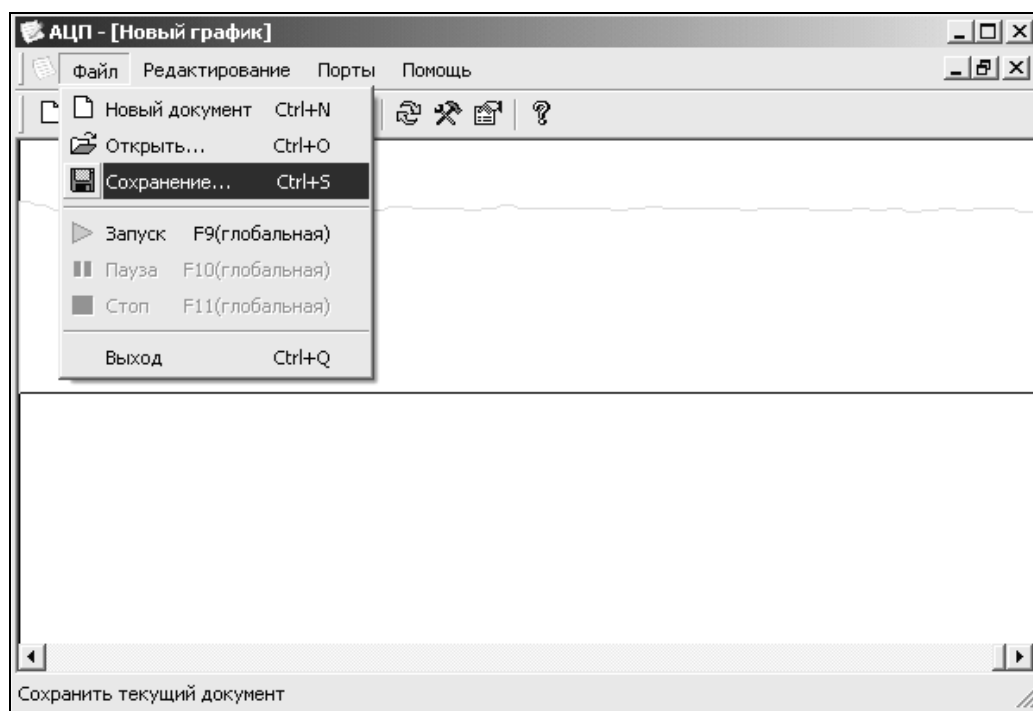 АЦП - [Новый график]
Файл Редактирование Порты Помощь
Новый документ Ctrl+N
Открыть... Ctrl+O
Сохранение... Ctrl+S
Запуск F9(глобальная)
Пауза F10(глобальная)
Стоп F11(глобальная)
Выход Ctrl+Q
Сохранить текущий документ